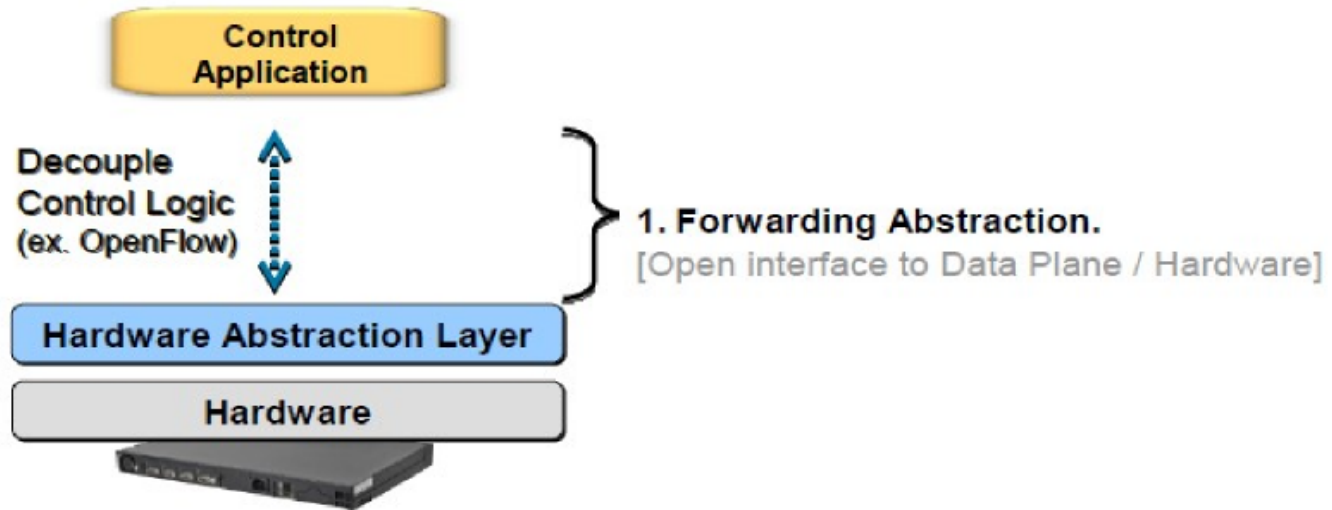 Control
Application
Decouple
Control Logic
(ex. OpenFlow)
1. Forwarding Abstraction.
[Open interface to Data Plane / Hardware]
Hardware Abstraction Layer
Hardware